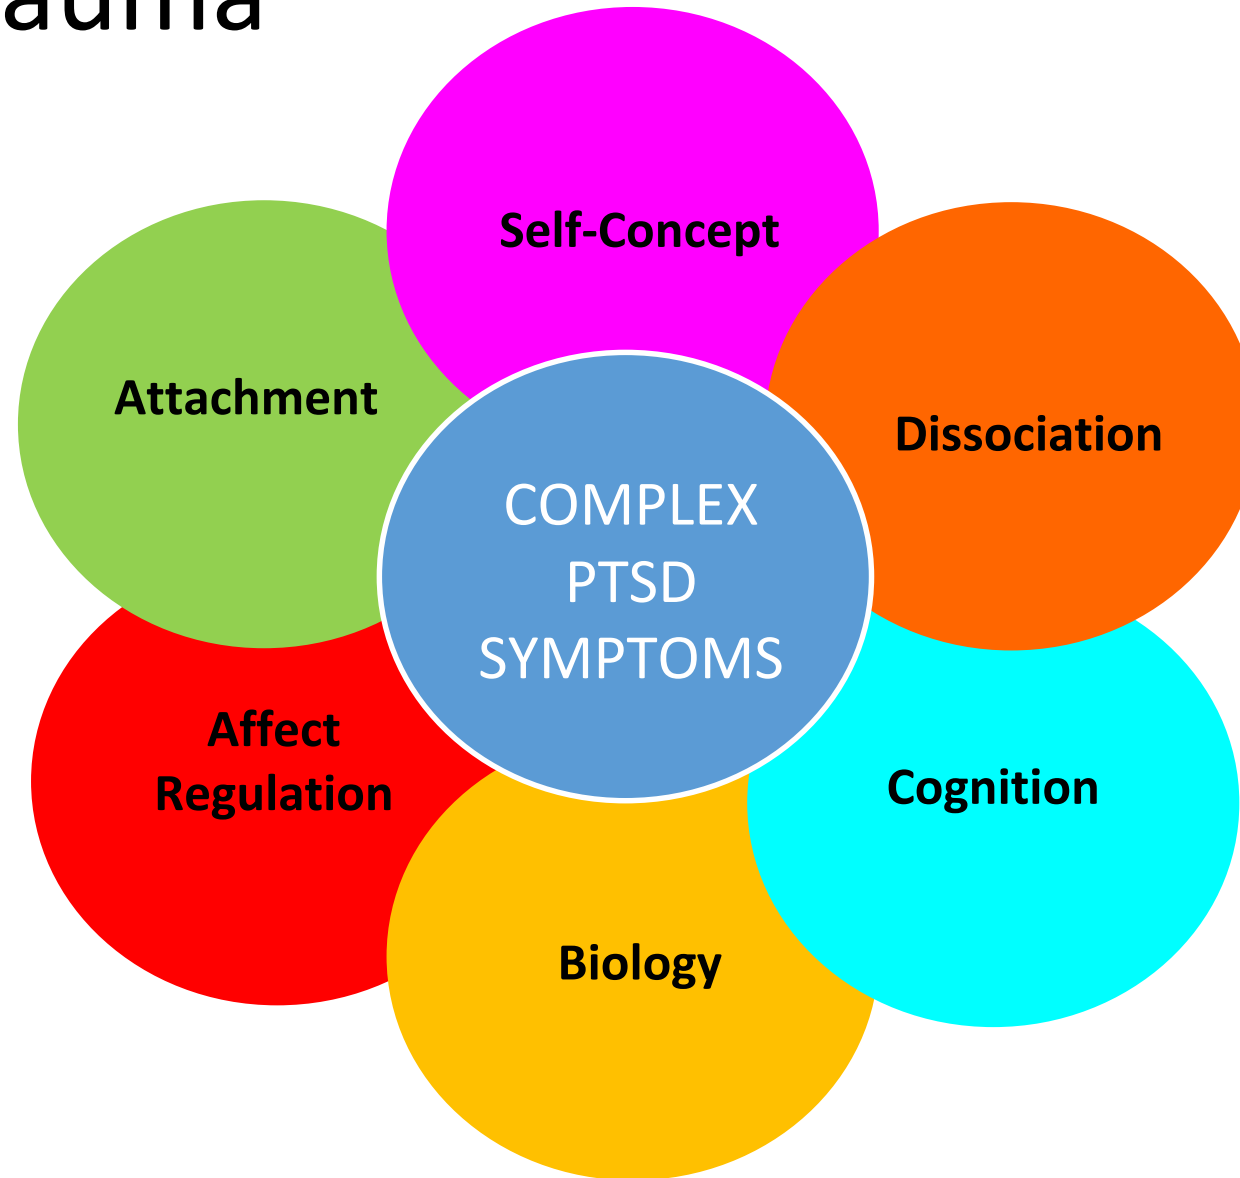 Self-Concept
Attachment
Dissociation
COMPLEX
PTSD
SYMPTOMS
Affect
Regulation
Cognition
Biology